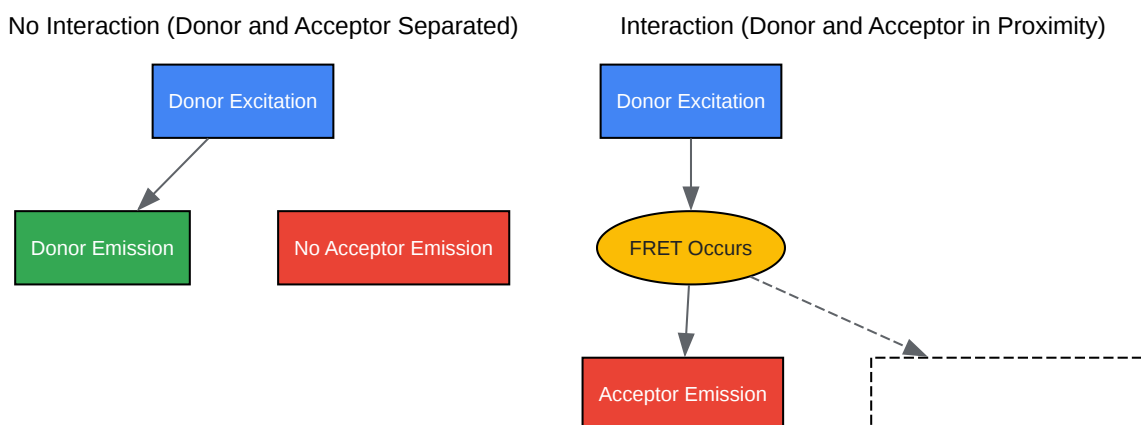 No Interaction (Donor and Acceptor Separated)
Donor Excitation
Donor Emission
No Acceptor Emission
Interaction (Donor and Acceptor in Proximity)
Donor Excitation
FRET Occurs
Acceptor Emission